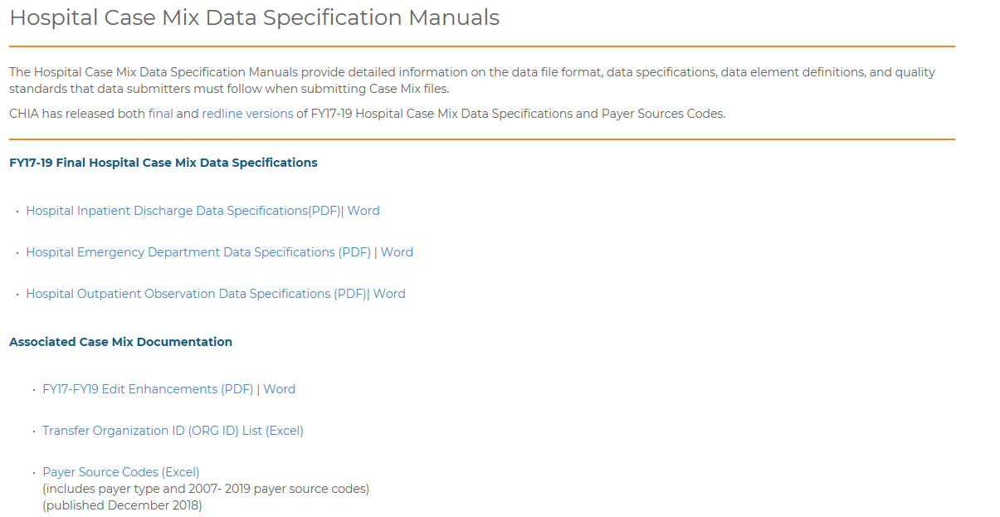 Hospital Case Mix Data Specification Manuals
The Hospital Case Mix Data Specification Manuals provide detailed information on the data file format, data specifications, data element definitions, and quality
standards that data submitters must follow when submitting Case Mix files.
CHIA has released both final and redline versions of FY17-19 Hospital Case Mix Data Specifications and Payer Sources Codes.
FY17-19 Final Hospital Case Mix Data Specifications
· Hospital Inpatient Discharge Data Specifications(PDF)| Word
· Hospital Emergency Department Data Specifications (PDF) | Word
· Hospital Outpatient Observation Data Specifications (PDF)| Word
Associated Case Mix Documentation
· FY17-FY19 Edit Enhancements (PDF) | Word
· Transfer Organization ID (ORG ID) List (Excel)
· Payer Source Codes (Excel)
(includes payer type and 2007- 2019 payer source codes)
(published December 2018)